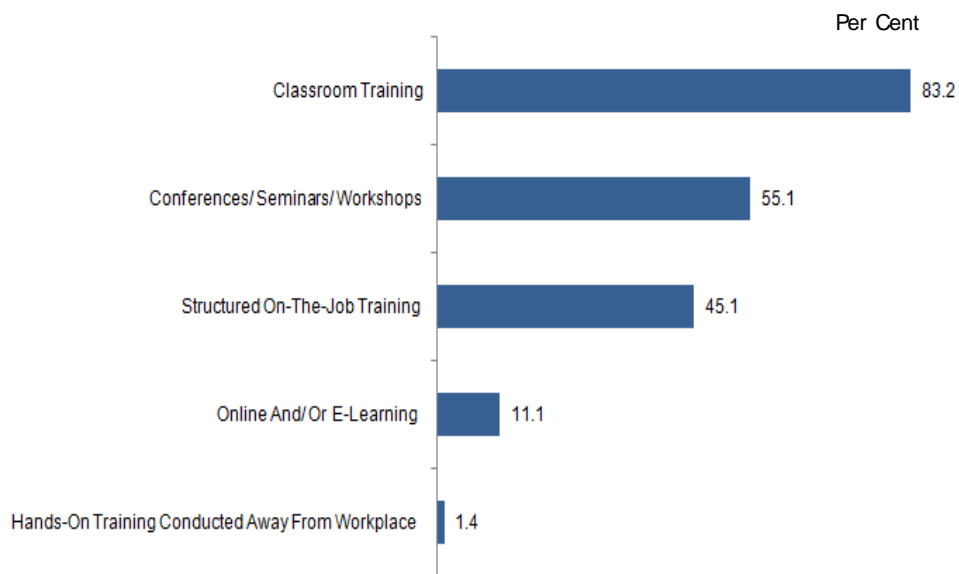 Per Cent
Classroom Training 83.2
Conferences/Seminars/Workshops 55.1
Structured On-The-Job Training 45.1
Online And/Or E-Learning 11.1
Hands-On Training Conducted Away From Workplace 1.4